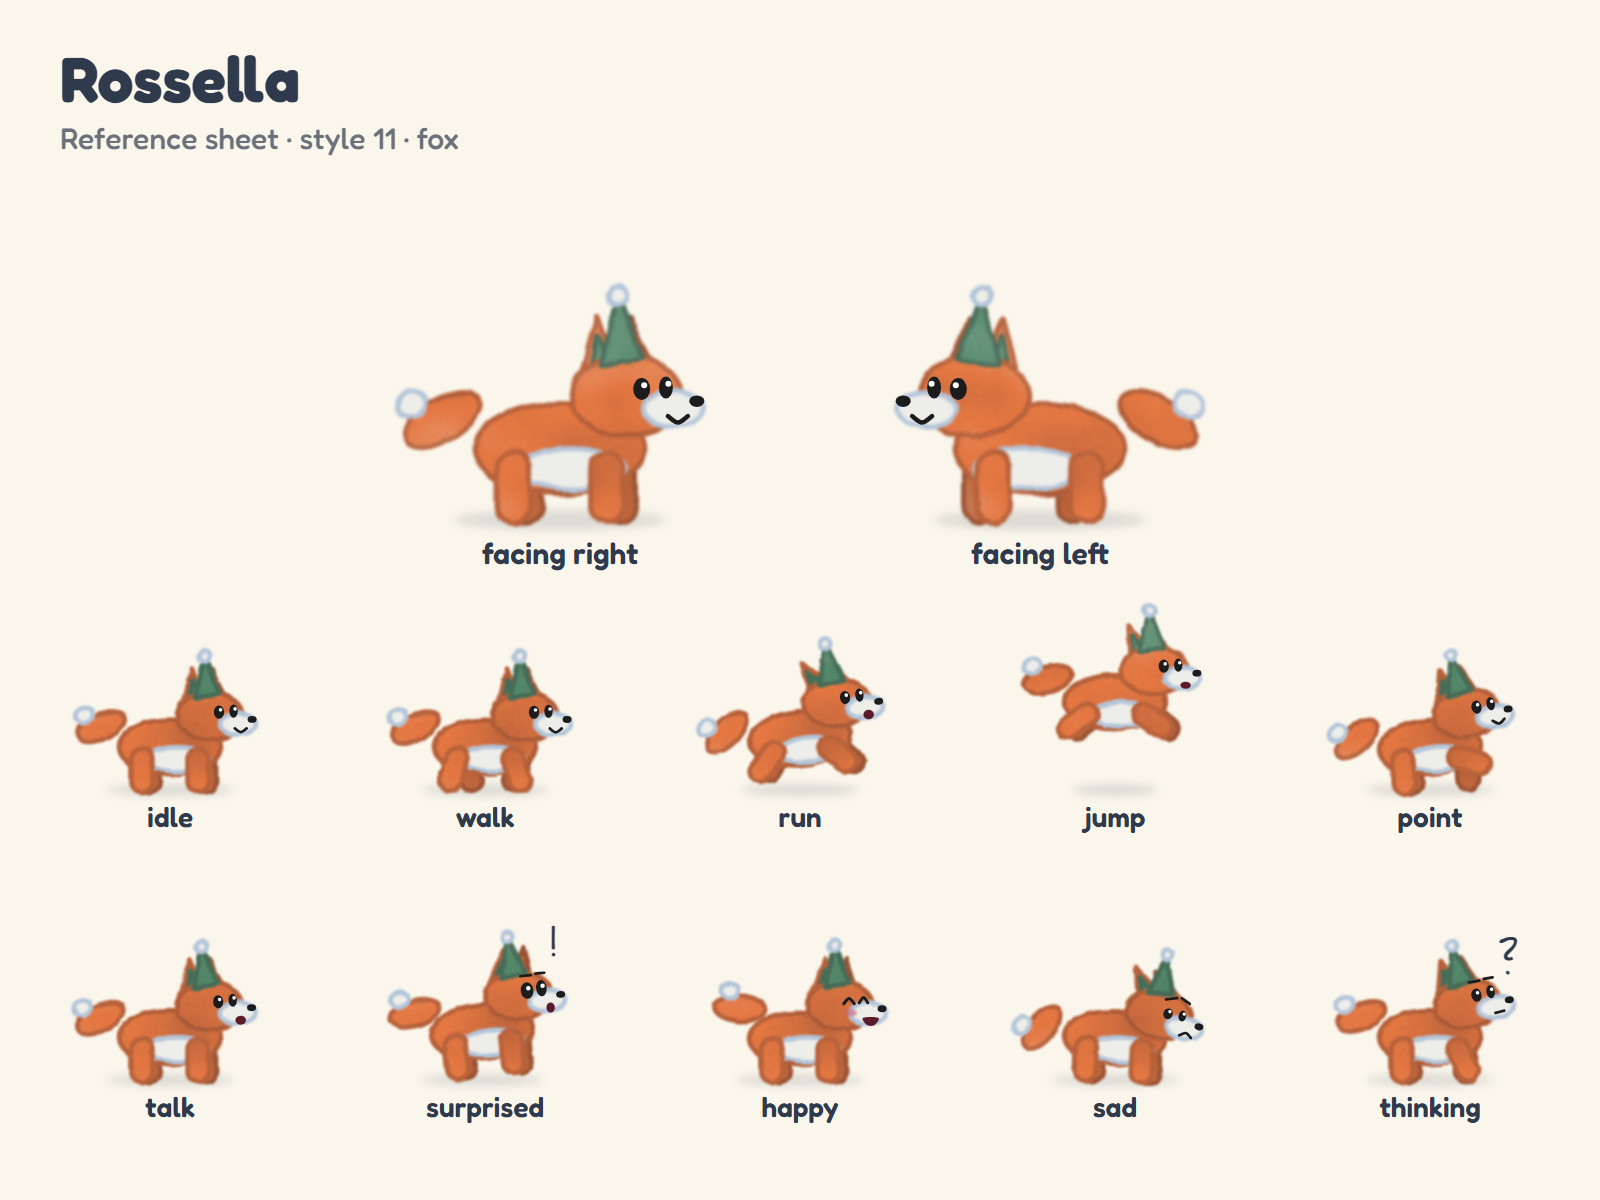 Rossella
Reference sheet · style 11 · fox
facing right
facing left
idle
walk
run
jump
point
!
?
talk
surprised
happy
sad
thinking